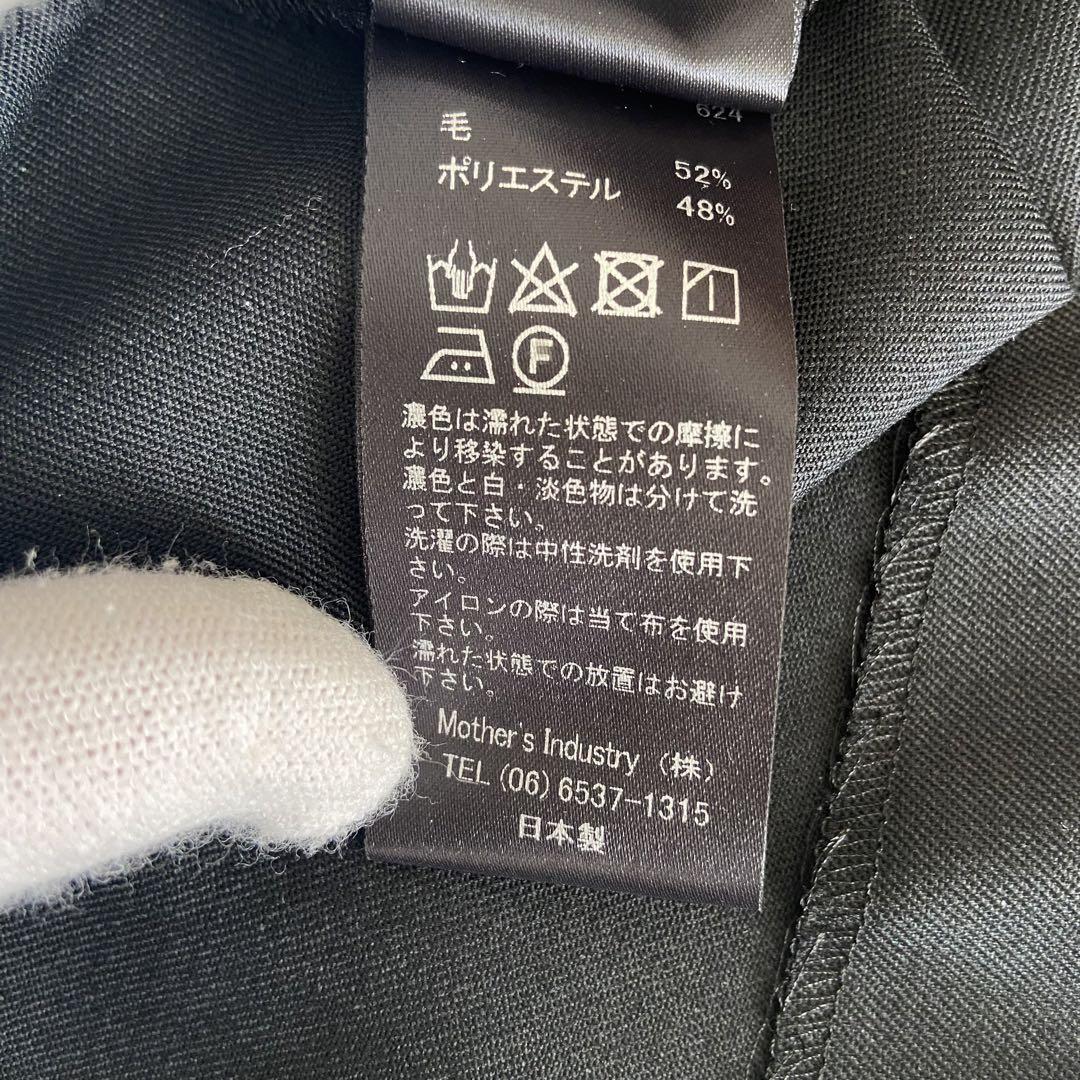 624
毛 52%
ポリエステル 48%
F
濃色は濡れた状態での摩擦に
より移染することがあります。
濃色と白・淡色物は分けて洗
って下さい。
洗濯の際は中性洗剤を使用下
さい。
アイロンの際は当て布を使用
下さい。
濡れた状態での放置はお避け
下さい。
Mother's Industry (株)
TEL (06) 6537-1315
日本製